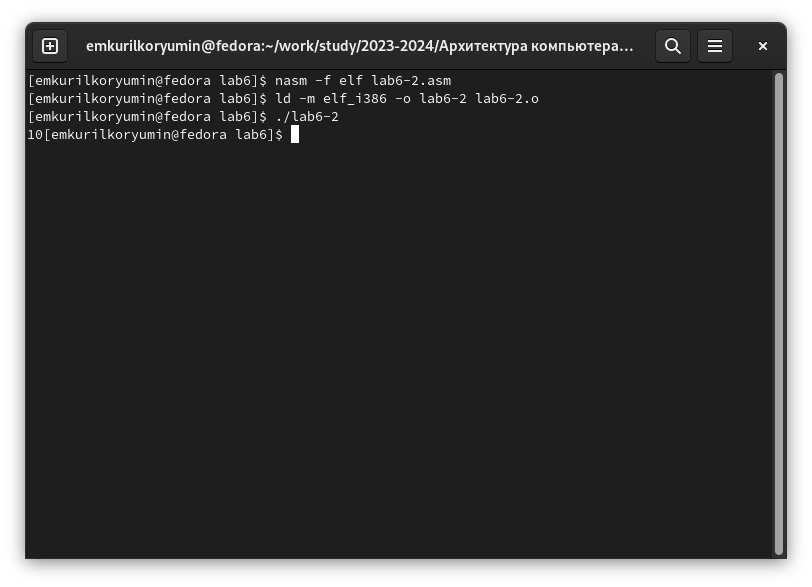 emkurilkoryumin@fedora:~/work/study/2023-2024/Архитектура компьютера...
[emkurilkoryumin@fedora lab6]$ nasm -f elf lab6-2.asm
[emkurilkoryumin@fedora lab6]$ ld -m elf_i386 -o lab6-2 lab6-2.o
[emkurilkoryumin@fedora lab6]$ ./lab6-2
10[emkurilkoryumin@fedora lab6]$